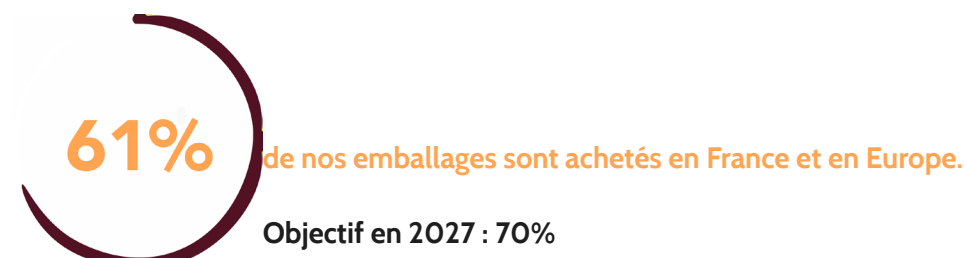 61%
de nos emballages sont achetés en France et en Europe.
Objectif en 2027 : 70%